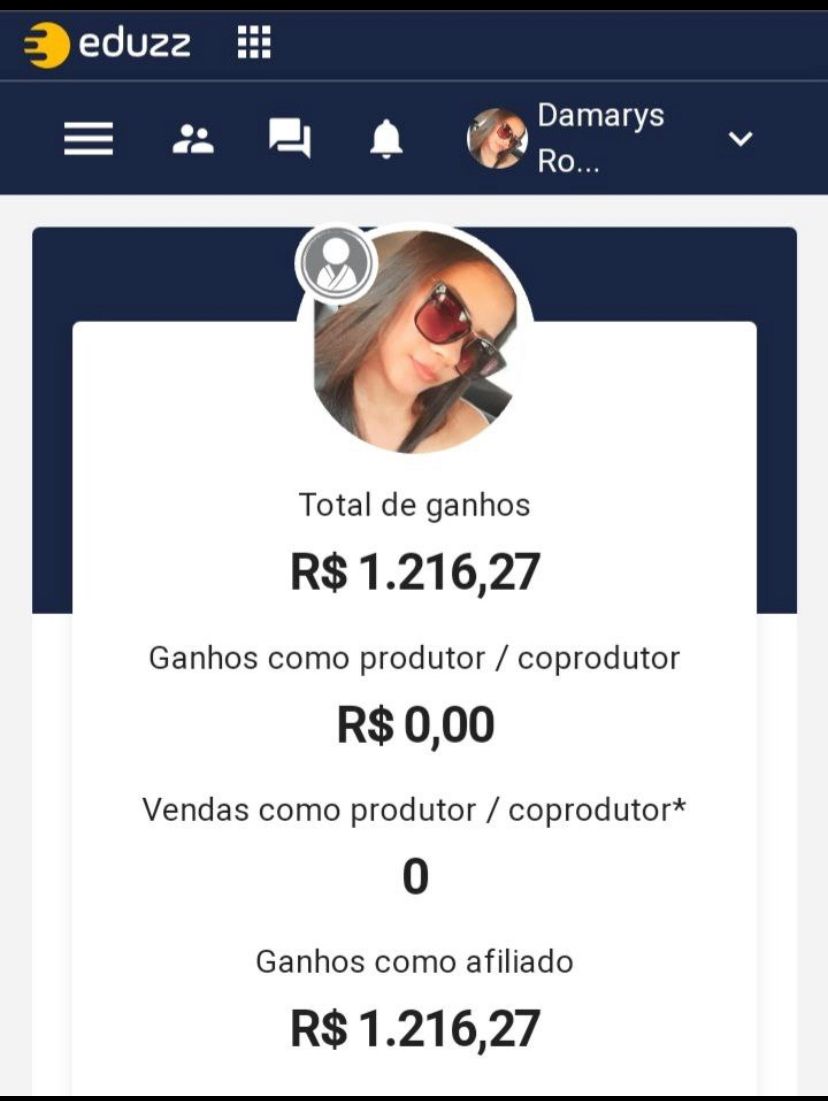 eduzz
Damarys
Ro...
Total de ganhos
R$ 1.216,27
Ganhos como produtor / coprodutor
R$ 0,00
Vendas como produtor / coprodutor*
0
Ganhos como afiliado
R$ 1.216,27